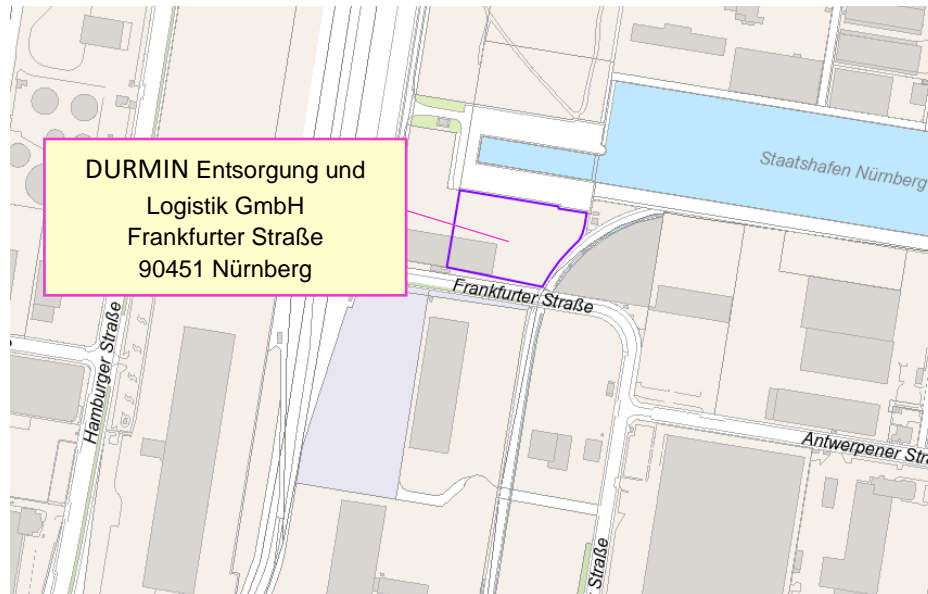 Staatshafen Nürnberg
DURMIN Entsorgung und
Logistik GmbH
Frankfurter Straße
90451 Nürnberg
Frankfurter Straße
Hamburger Straße
Antwerpener Stra
Straße